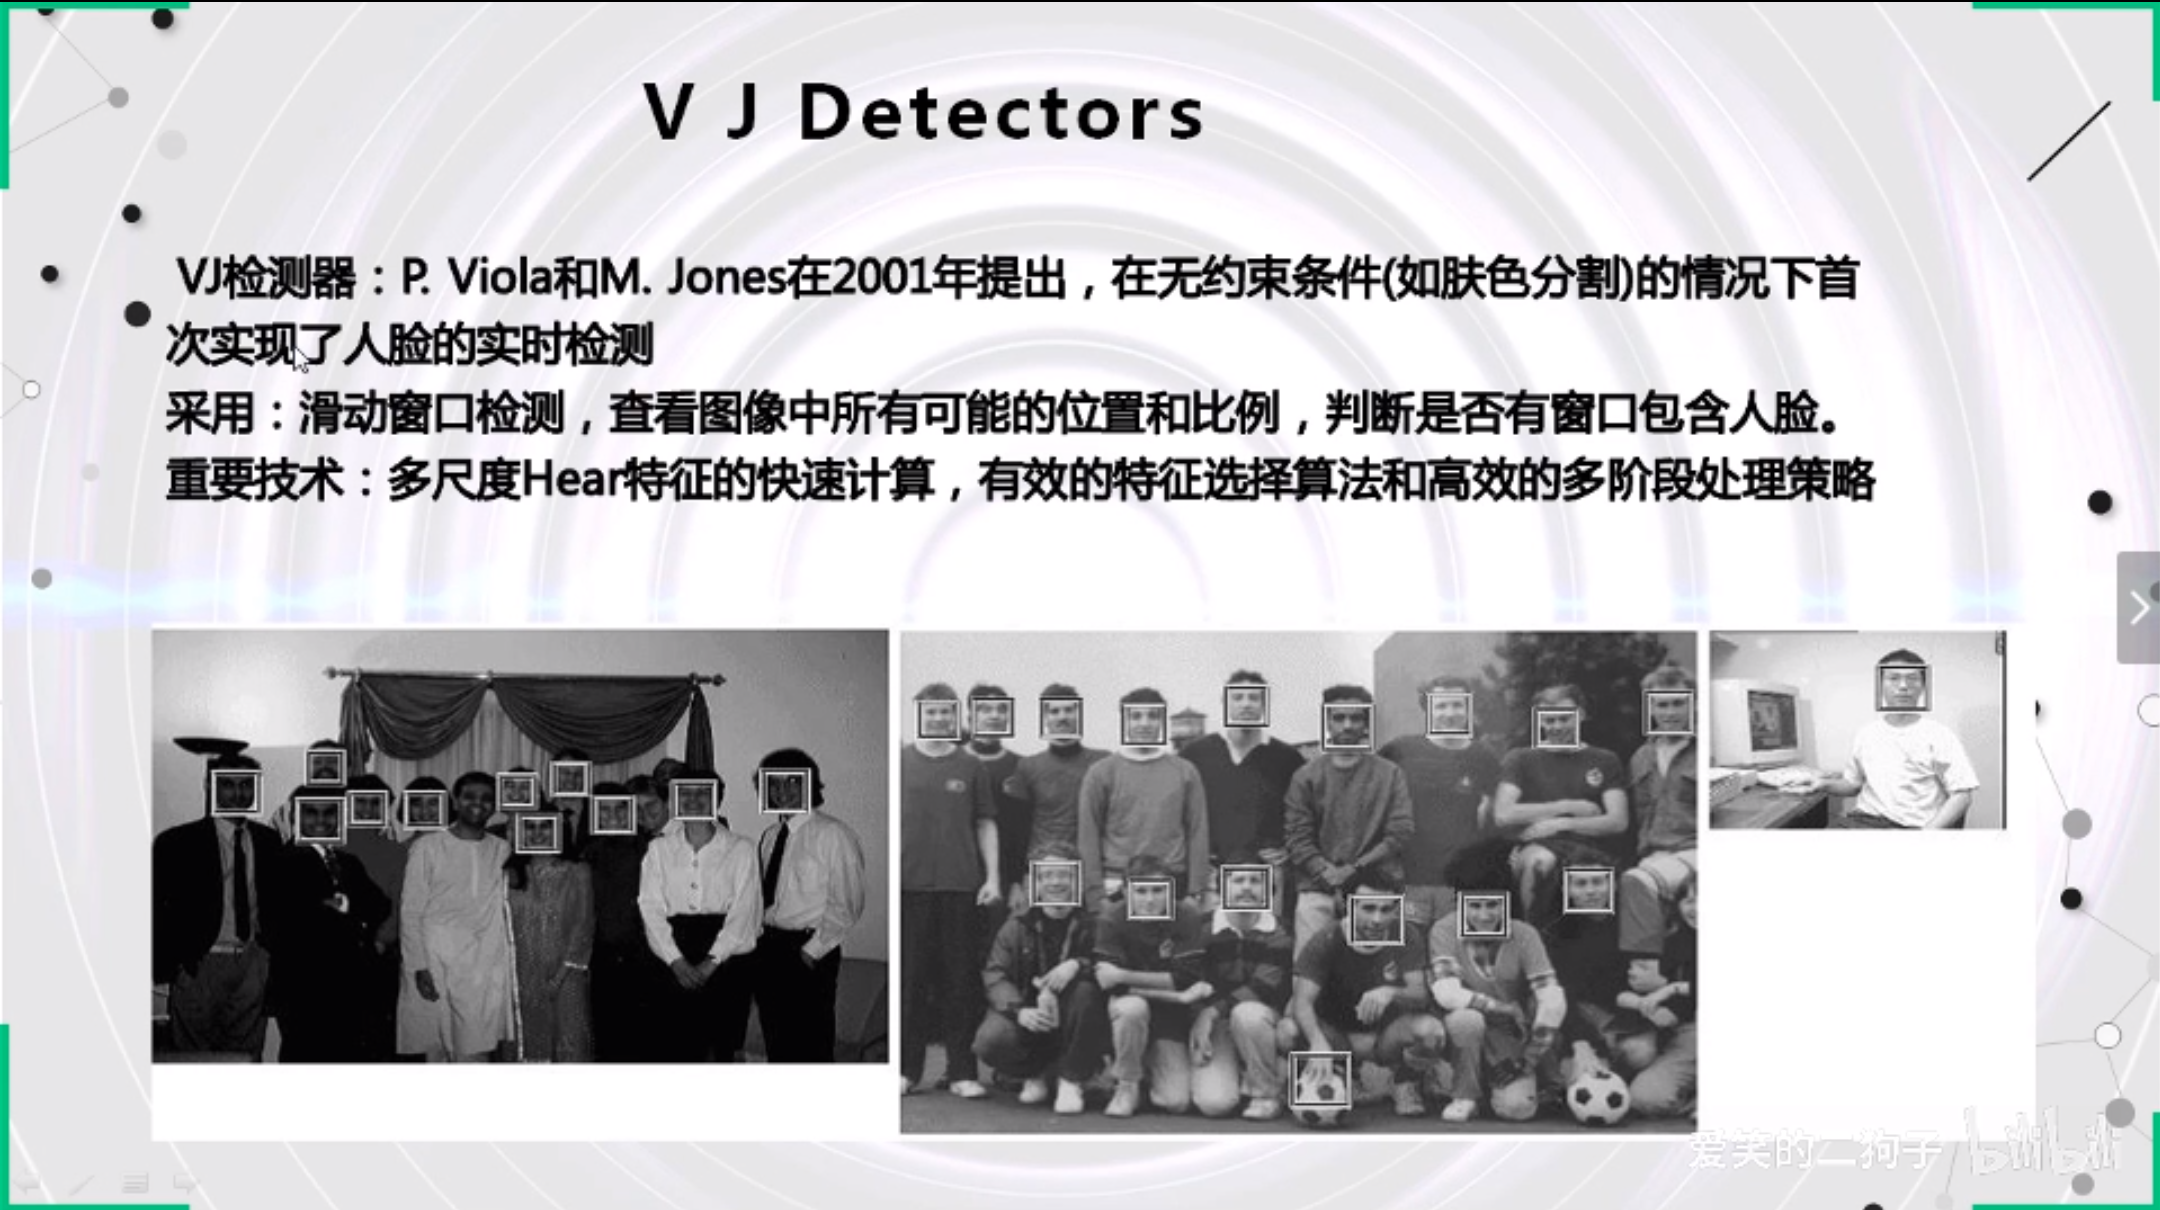 V J Detectors
VJ检测器：P. Viola和M. Jones在2001年提出，在无约束条件(如肤色分割)的情况下首
次实现了人脸的实时检测
采用：滑动窗口检测，查看图像中所有可能的位置和比例，判断是否有窗口包含人脸。
重要技术：多尺度Hear特征的快速计算，有效的特征选择算法和高效的多阶段处理策略
爱笑的二狗子 bilibili